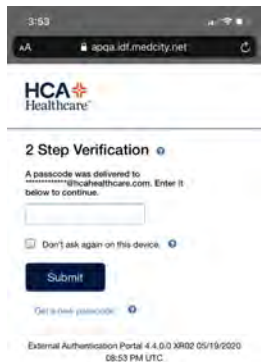 3:53
AA apqa.idf.medcity.net
HCA
Healthcare
2 Step Verification
A passcode was delivered to
*************@hcahealthcare.com. Enter it
below to continue.
Don't ask again on this device.
Submit
Get a new passcode.
External Authentication Portal 4.4.0.0 XR02 05/19/2020
08:53 PM UTC